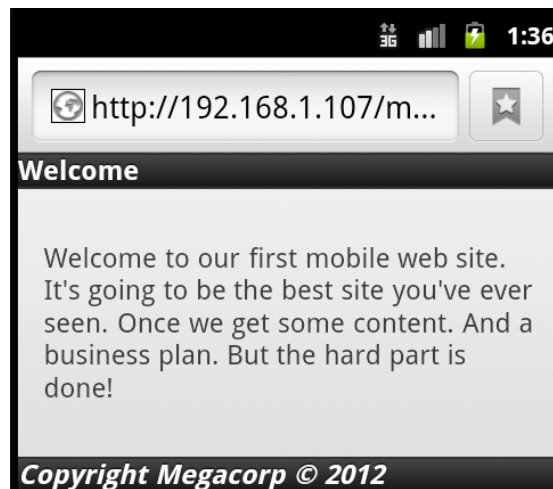 3G 1:36
http://192.168.1.107/m...
Welcome
Welcome to our first mobile web site.
It's going to be the best site you've ever
seen. Once we get some content. And a
business plan. But the hard part is
done!
Copyright Megacorp © 2012